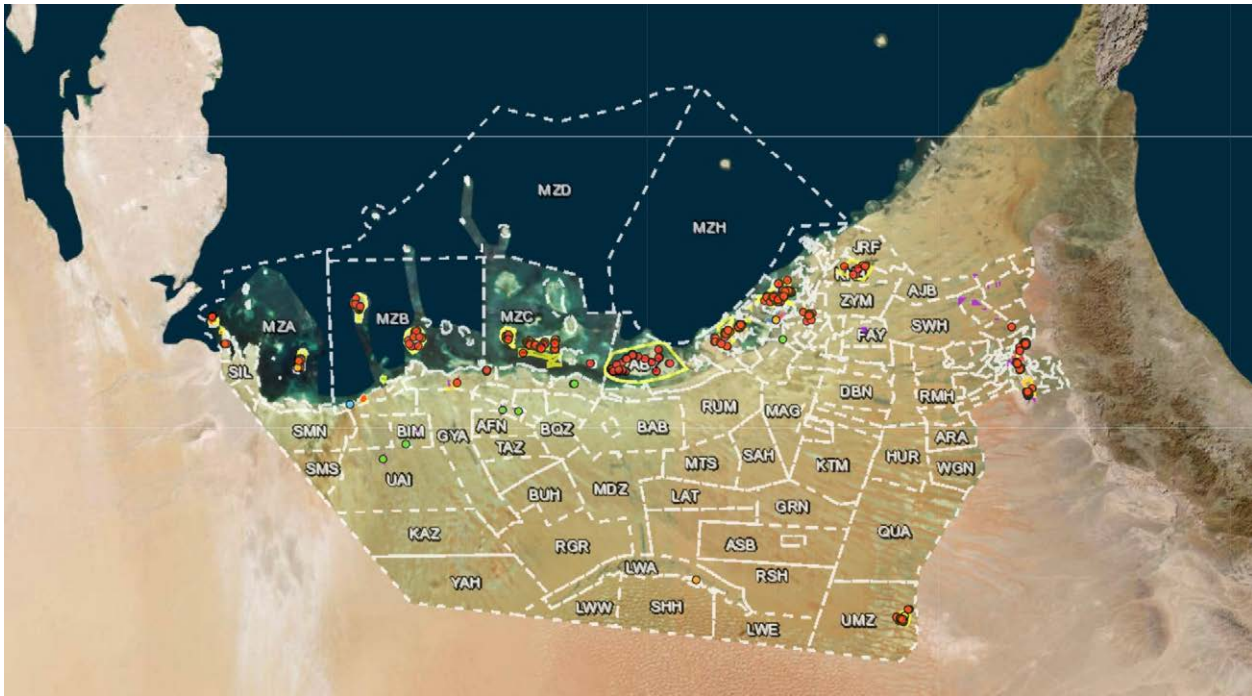 MZD
MZH
JRF
AJB
ZYM
MZA
MZB
MZC
SWH
FAY
SIL
AB
DBN
RMH
RUM
MAG
SMN
BIM
GYA
AFN
BQZ
BAB
ARA
TAZ
SMS
UAI
MTS
SAH
KTM
HUR
WGN
BUH
MDZ
LAT
GRN
KAZ
RGR
ASB
QUA
LWA
RSH
YAH
LWW
SHH
LWE
UMZ